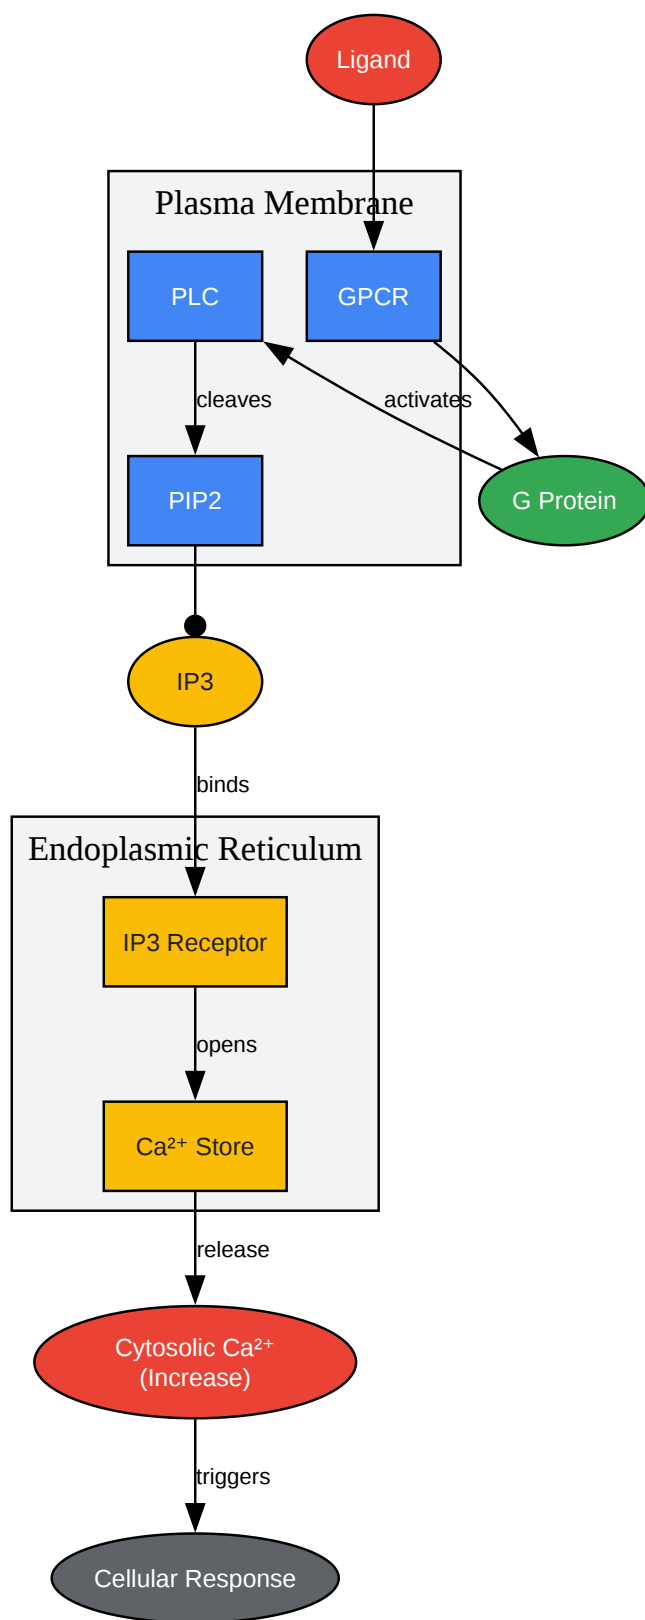 Ligand
Plasma Membrane
PLC
GPCR
cleaves
activates
PIP2
G Protein
IP3
binds
Endoplasmic Reticulum
IP3 Receptor
opens
Ca²⁺ Store
release
Cytosolic Ca²⁺
(Increase)
triggers
Cellular Response